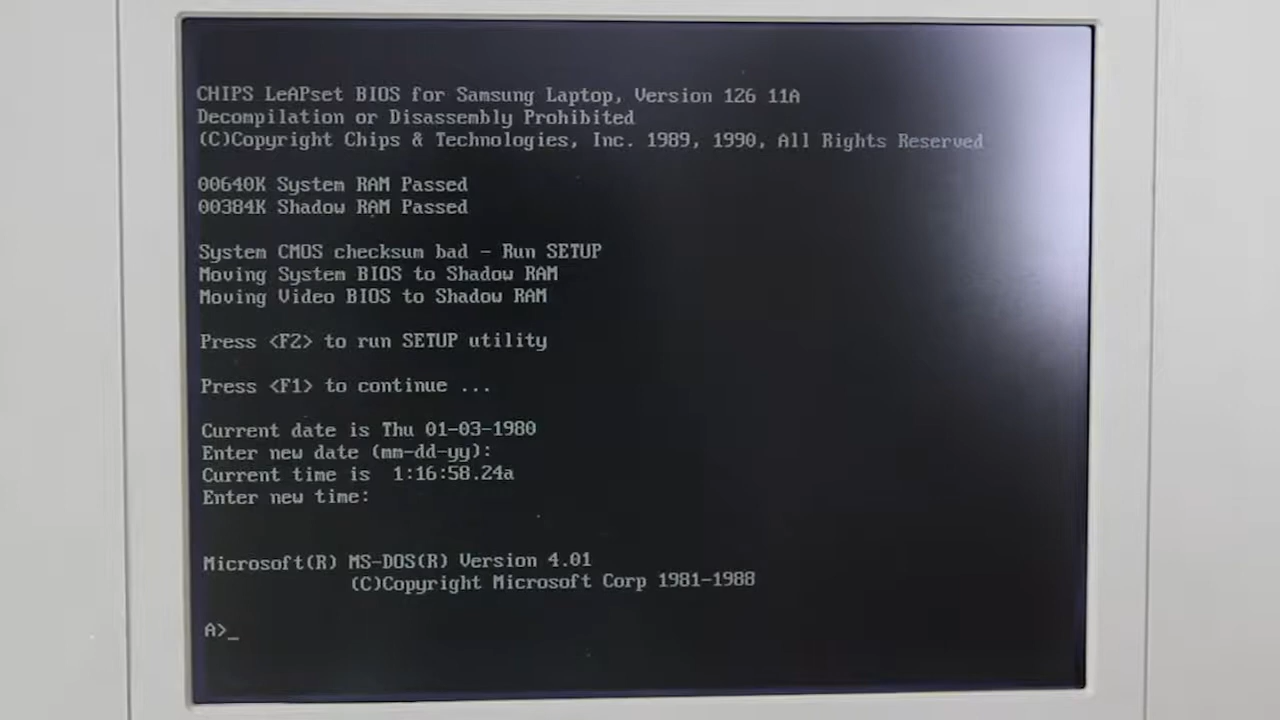 CHIPS LeAPset BIOS for Samsung Laptop, Version 126 11A
Decompilation or Disassembly Prohibited
(C)Copyright Chips & Technologies, Inc. 1989, 1990, All Rights Reserved
00640K System RAM Passed
00384K Shadow RAM Passed
System CMOS checksum bad - Run SETUP
Moving System BIOS to Shadow RAM
Moving Video BIOS to Shadow RAM
Press <F2> to run SETUP utility
Press <F1> to continue ...
Current date is Thu 01-03-1980
Enter new date (mm-dd-yy):
Current time is  1:16:58.24a
Enter new time:
Microsoft(R) MS-DOS(R) Version 4.01
(C)Copyright Microsoft Corp 1981-1988
A>_